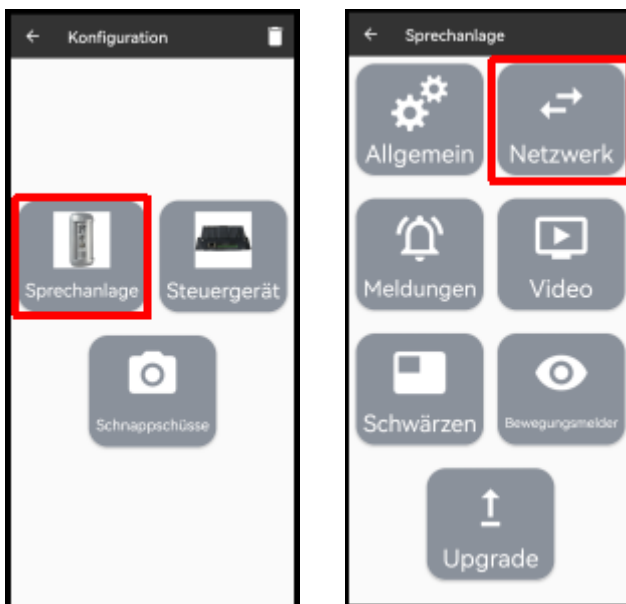 Konfiguration
Sprechanlage
Steuergerät
Schnappschüsse
Sprechanlage
Allgemein
Netzwerk
Meldungen
Video
Schwärzen
Bewegungsmelder
Upgrade